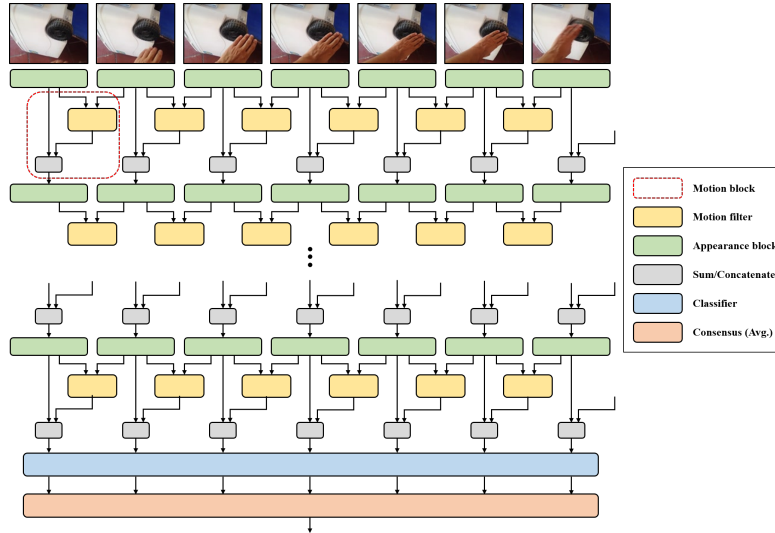 Motion block
Motion filter
Appearance block
Sum/Concatenate
Classifier
Consensus (Avg.)